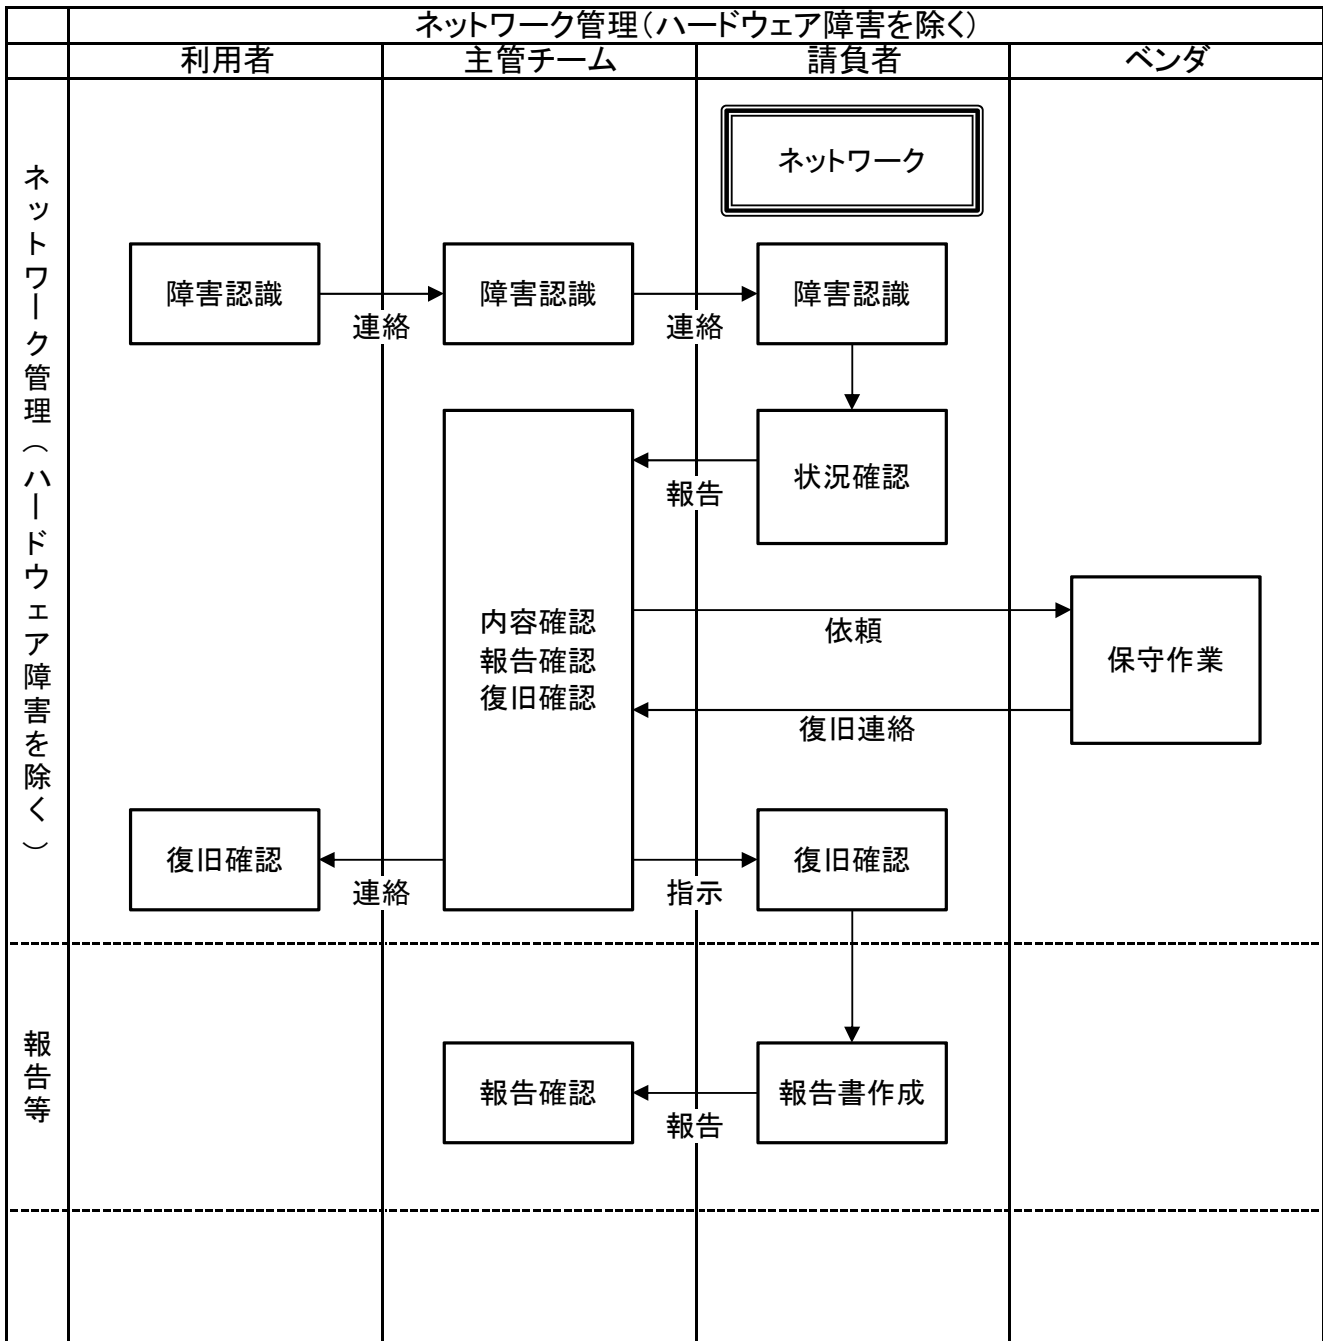 ネットワーク管理(ハードウェア障害を除く)
利用者
主管チーム
請負者
ベンダ
ネットワーク管理(ハードウェア障害を除く)
ネットワーク
障害認識
連絡
障害認識
連絡
障害認識
状況確認
報告
内容確認
報告確認
復旧確認
依頼
保守作業
復旧連絡
復旧確認
連絡
指示
復旧確認
報告等
報告確認
報告
報告書作成